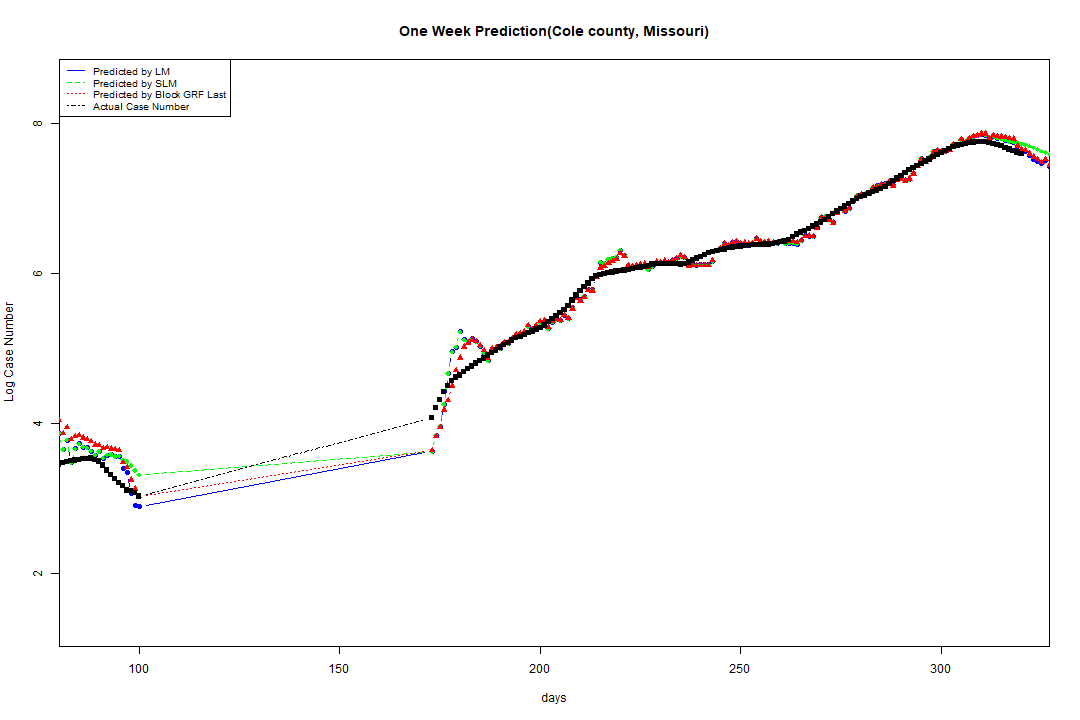 One Week Prediction(Cole county, Missouri)
Predicted by LM
Predicted by SLM
Predicted by Block GRF Last
Actual Case Number
8
6
4
2
Log Case Number
100 150 200 250 300
days